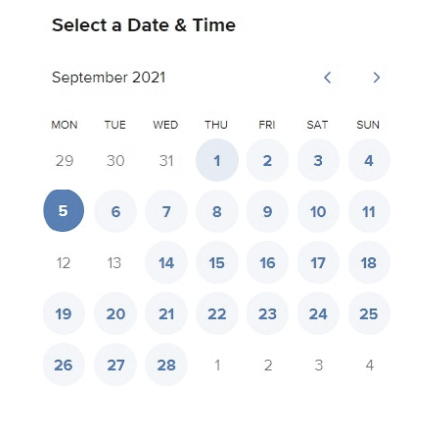 Select a Date & Time
September 2021
MON TUE WED THU FRI SAT SUN
29 30 31 1 2 3 4
5 6 7 8 9 10 11
12 13 14 15 16 17 18
19 20 21 22 23 24 25
26 27 28 1 2 3 4